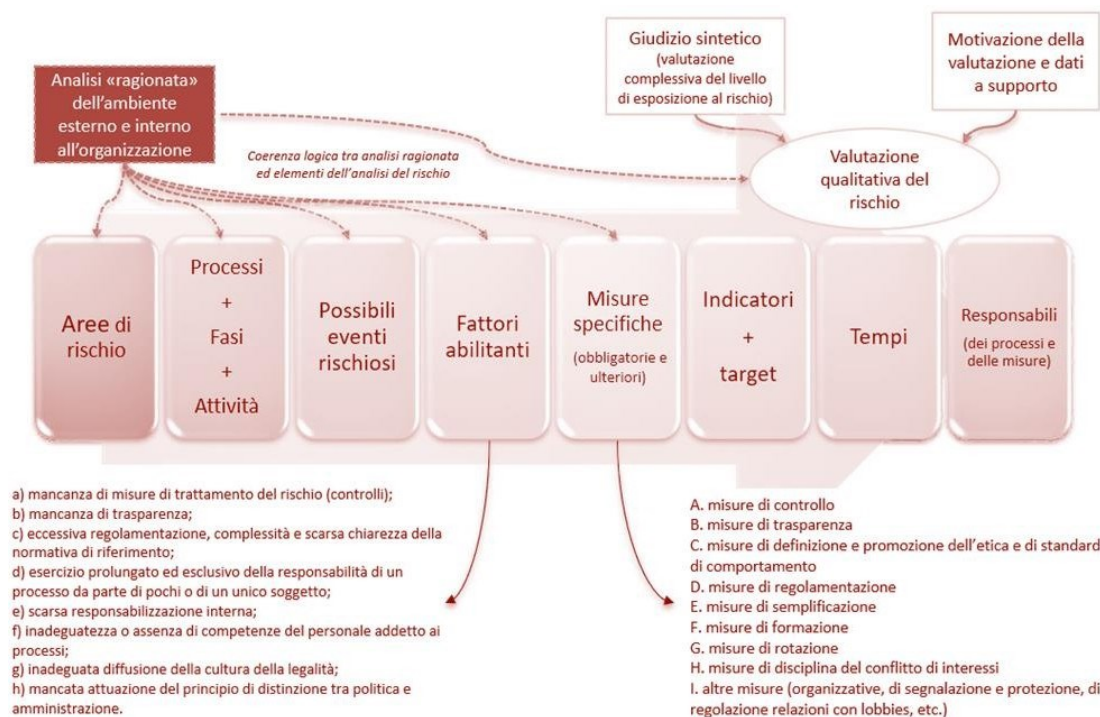 Giudizio sintetico
(valutazione
complessiva del livello
di esposizione al rischio)
Motivazione della
valutazione e dati
a supporto
Analisi «ragionata»
dell'ambiente
esterno e interno
all'organizzazione
Coerenza logica tra analisi ragionata
ed elementi dell'analisi del rischio
Valutazione
qualitativa del
rischio
Aree di
rischio
Processi
+
Fasi
+
Attività
Possibili
eventi
rischiosi
Fattori
abilitanti
Misure
specifiche
(obbligatorie e
ulteriori)
Indicatori
+
target
Tempi
Responsabili
(dei processi e
delle misure)
a) mancanza di misure di trattamento del rischio (controlli);
b) mancanza di trasparenza;
c) eccessiva regolamentazione, complessità e scarsa chiarezza della
normativa di riferimento;
d) esercizio prolungato ed esclusivo della responsabilità di un
processo da parte di pochi o di un unico soggetto;
e) scarsa responsabilizzazione interna;
f) inadeguatezza o assenza di competenze del personale addetto ai
processi;
g) inadeguata diffusione della cultura della legalità;
h) mancata attuazione del principio di distinzione tra politica e
amministrazione.
A. misure di controllo
B. misure di trasparenza
C. misure di definizione e promozione dell'etica e di standard
di comportamento
D. misure di regolamentazione
E. misure di semplificazione
F. misure di formazione
G. misure di rotazione
H. misure di disciplina del conflitto di interessi
I. altre misure (organizzative, di segnalazione e protezione, di
regolazione relazioni con lobbies, etc.)